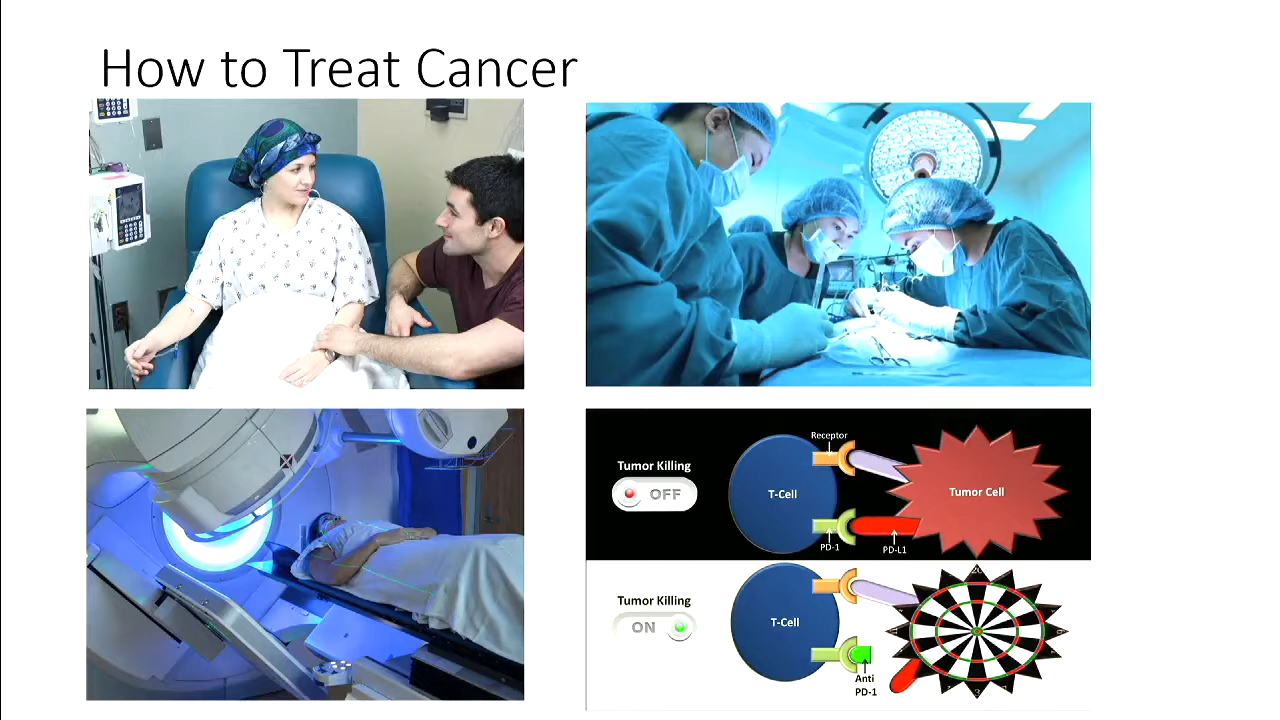 How to Treat Cancer
Receptor
Tumor Killing
OFF
T-Cell
Tumor Cell
PD-1
PD-L1
Tumor Killing
ON
T-Cell
Anti
PD-1